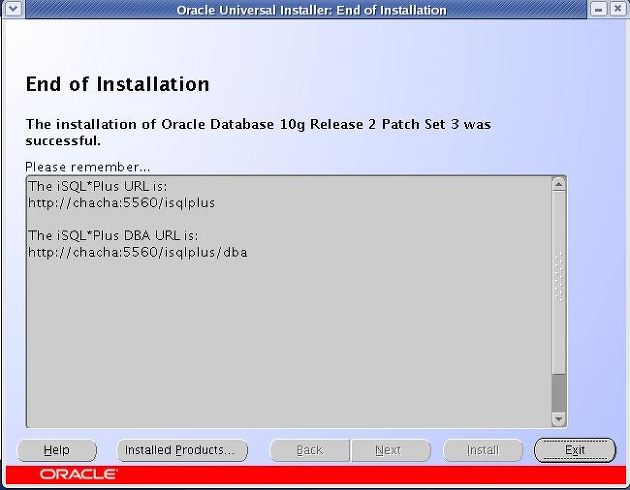 Oracle Universal Installer: End of Installation
End of Installation
The installation of Oracle Database 10g Release 2 Patch Set 3 was
successful.
Please remember...
The iSQL*Plus URL is:
http://chacha:5560/isqlplus
The iSQL*Plus DBA URL is:
http://chacha:5560/isqlplus/dba
Help Installed Products... Back Next Install Exit
ORACLE